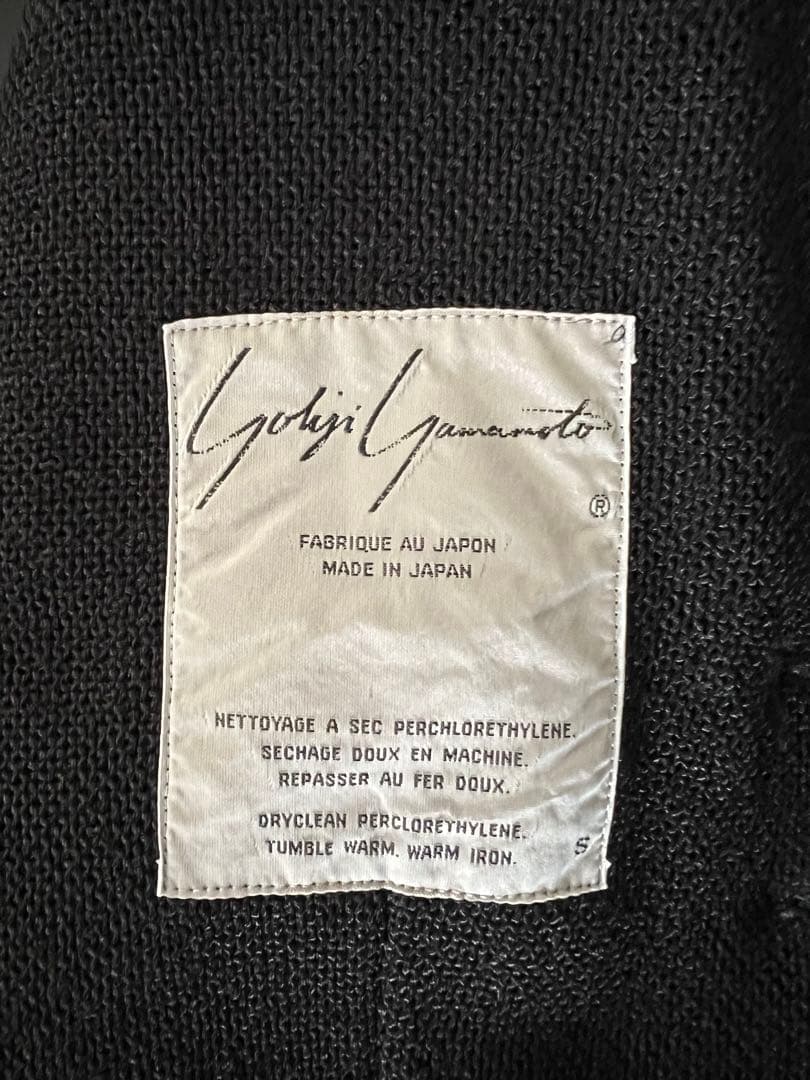 Yohji Yamamoto
®
FABRIQUE AU JAPON
MADE IN JAPAN
NETTOYAGE A SEC PERCHLORETHYLENE.
SECHAGE DOUX EN MACHINE.
REPASSER AU FER DOUX.
DRYCLEAN PERCLORETHYLENE.
TUMBLE WARM. WARM IRON.
S